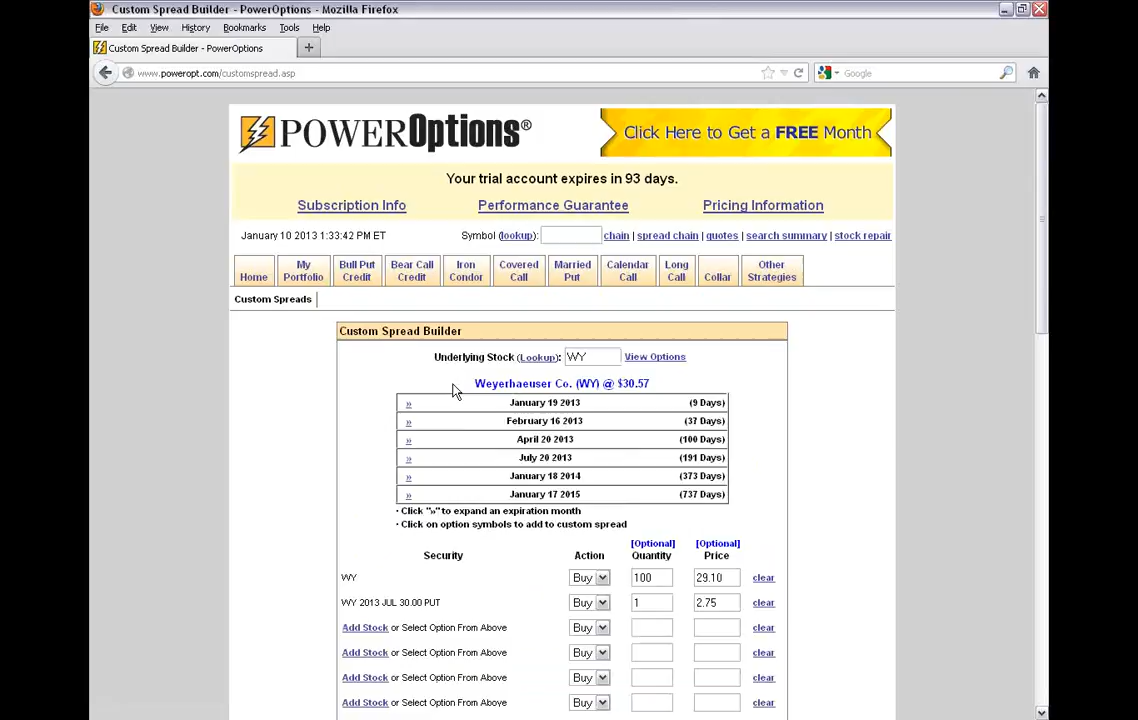 Custom Spread Builder - PowerOptions - Mozilla Firefox
File Edit View History Bookmarks Tools Help
Custom Spread Builder - PowerOptions +
www.poweropt.com/customspread.asp Google
POWEROptions®
Click Here to Get a FREE Month
Your trial account expires in 93 days.
Subscription Info Performance Guarantee Pricing Information
January 10 2013 1:33:42 PM ET Symbol (lookup): chain | spread chain | quotes | search summary | stock repair
Home My Portfolio Bull Put Credit Bear Call Credit Iron Condor Covered Call Married Put Calendar Call Long Call Collar Other Strategies
Custom Spreads
Custom Spread Builder
Underlying Stock (Lookup): WY View Options
Weyerhaeuser Co. (WY) @ $30.57
» January 19 2013 (9 Days)
» February 16 2013 (37 Days)
» April 20 2013 (100 Days)
» July 20 2013 (191 Days)
» January 18 2014 (373 Days)
» January 17 2015 (737 Days)
• Click "»" to expand an expiration month
• Click on option symbols to add to custom spread
[Optional] [Optional]
Security Action Quantity Price
WY Buy 100 29.10 clear
WY 2013 JUL 30.00 PUT Buy 1 2.75 clear
Add Stock or Select Option From Above Buy clear
Add Stock or Select Option From Above Buy clear
Add Stock or Select Option From Above Buy clear
Add Stock or Select Option From Above Buy clear